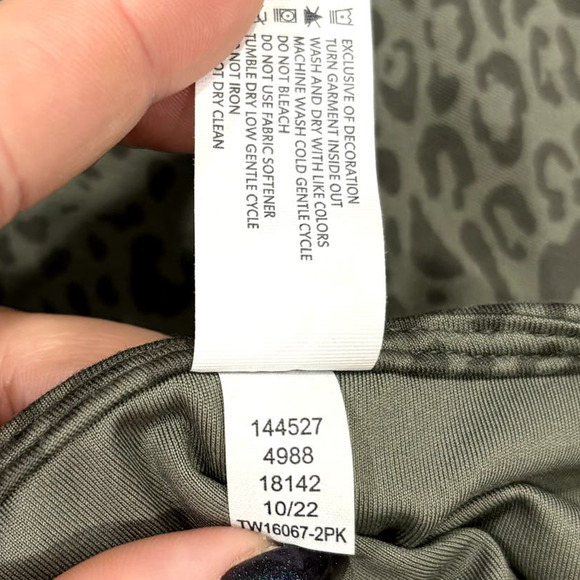 EXCLUSIVE OF DECORATION
TURN GARMENT INSIDE OUT
WASH AND DRY WITH LIKE COLORS
MACHINE WASH COLD GENTLE CYCLE
DO NOT BLEACH
DO NOT USE FABRIC SOFTENER
TUMBLE DRY LOW GENTLE CYCLE
NOT IRON
DRY CLEAN
144527
4988
18142
10/22
TW16067-2PK